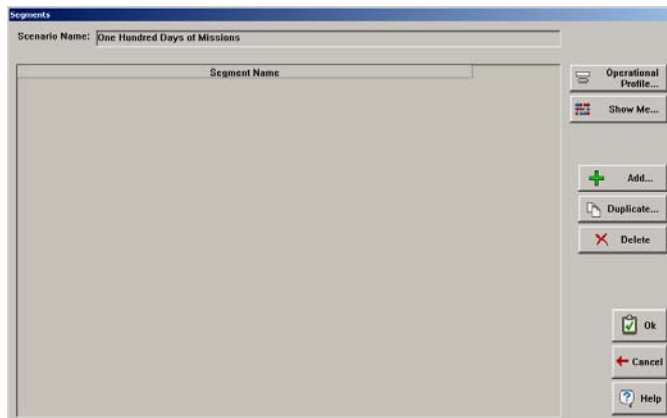 Segments
Scenario Name: One Hundred Days of Missions
Segment Name
Operational
Profile...
Show Me...
Add...
Duplicate...
Delete
Ok
Cancel
Help